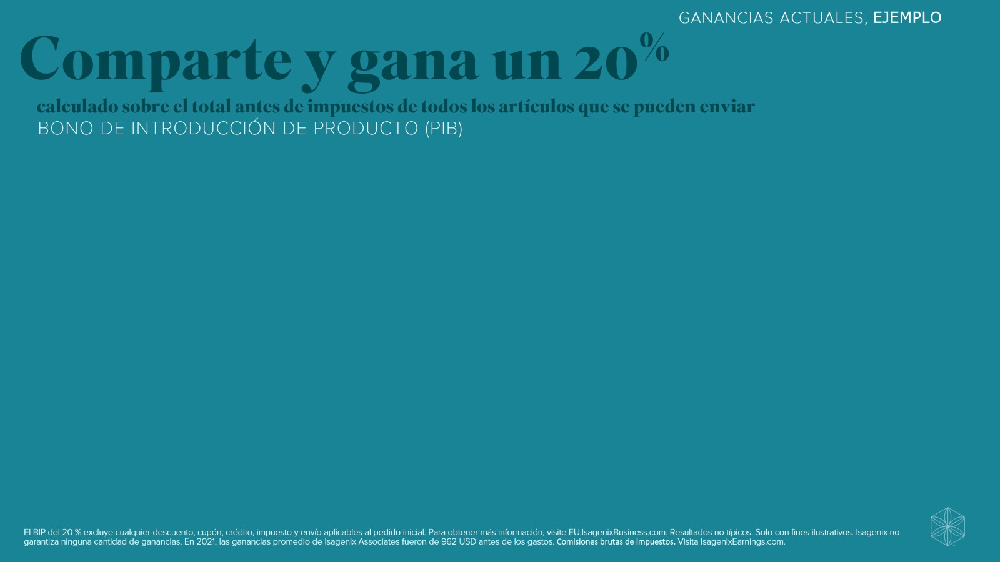 GANANCIAS ACTUALES, EJEMPLO
Comparte y gana un 20%
calculado sobre el total antes de impuestos de todos los artículos que se pueden enviar
BONO DE INTRODUCCIÓN DE PRODUCTO (PIB)
El BIP del 20 % excluye cualquier descuento, cupón, crédito, impuesto y envío aplicables al pedido inicial. Para obtener más información, visite EU.IsagenixBusiness.com. Resultados no típicos. Solo con fines ilustrativos. Isagenix no
garantiza ninguna cantidad de ganancias. En 2021, las ganancias promedio de Isagenix Associates fueron de 962 USD antes de los gastos. Comisiones brutas de impuestos. Visita IsagenixEarnings.com.